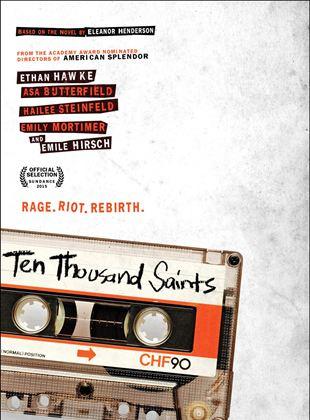 BASED ON THE NOVEL BY ELEANOR HENDERSON
FROM THE ACADEMY AWARD NOMINATED
DIRECTORS OF AMERICAN SPLENDOR
ETHAN HAWKE
ASA BUTTERFIELD
HAILEE STEINFELD
EMILY MORTIMER
AND EMILE HIRSCH
OFFICIAL
SELECTION
SUNDANCE
2015
RAGE. RIOT. REBIRTH.
Ten Thousand Saints
NORMAL) POSITION
CHF90